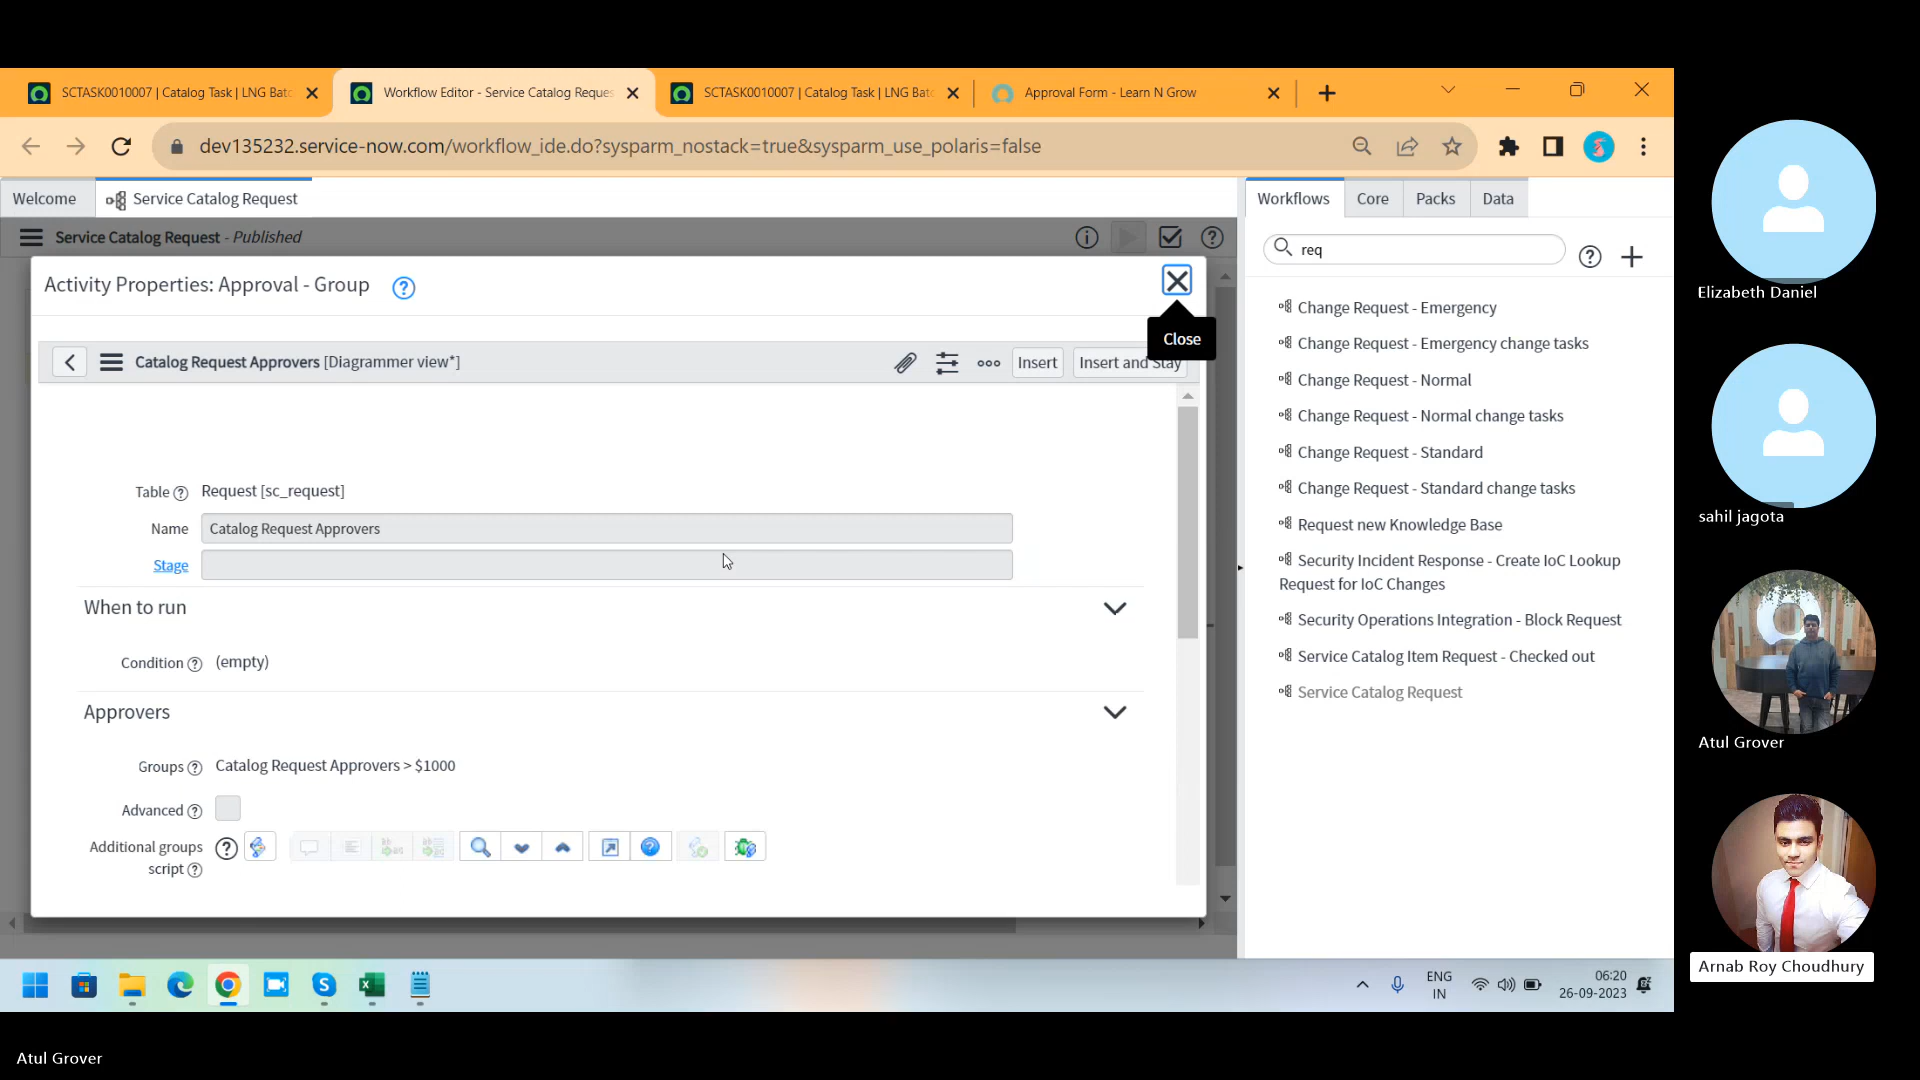 SCTASK0010007 | Catalog Task | LNG Batc
Workflow Editor - Service Catalog Reques
SCTASK0010007 | Catalog Task | LNG Batc
Approval Form - Learn N Grow
dev135232.service-now.com/workflow_ide.do?sysparm_nostack=true&sysparm_use_polaris=false
Welcome
Service Catalog Request
Workflows
Core
Packs
Data
Service Catalog Request - Published
req
Activity Properties: Approval - Group
Close
Catalog Request Approvers [Diagrammer view*]
Insert
Insert and Stay
Table
Request [sc_request]
Name
Catalog Request Approvers
Stage
When to run
Condition
(empty)
Approvers
Groups
Catalog Request Approvers > $1000
Advanced
Additional groups
script
Change Request - Emergency
Change Request - Emergency change tasks
Change Request - Normal
Change Request - Normal change tasks
Change Request - Standard
Change Request - Standard change tasks
Request new Knowledge Base
Security Incident Response - Create IoC Lookup
Request for IoC Changes
Security Operations Integration - Block Request
Service Catalog Item Request - Checked out
Service Catalog Request
Elizabeth Daniel
sahil jagota
Atul Grover
Arnab Roy Choudhury
ENG
IN
06:20
26-09-2023
Atul Grover